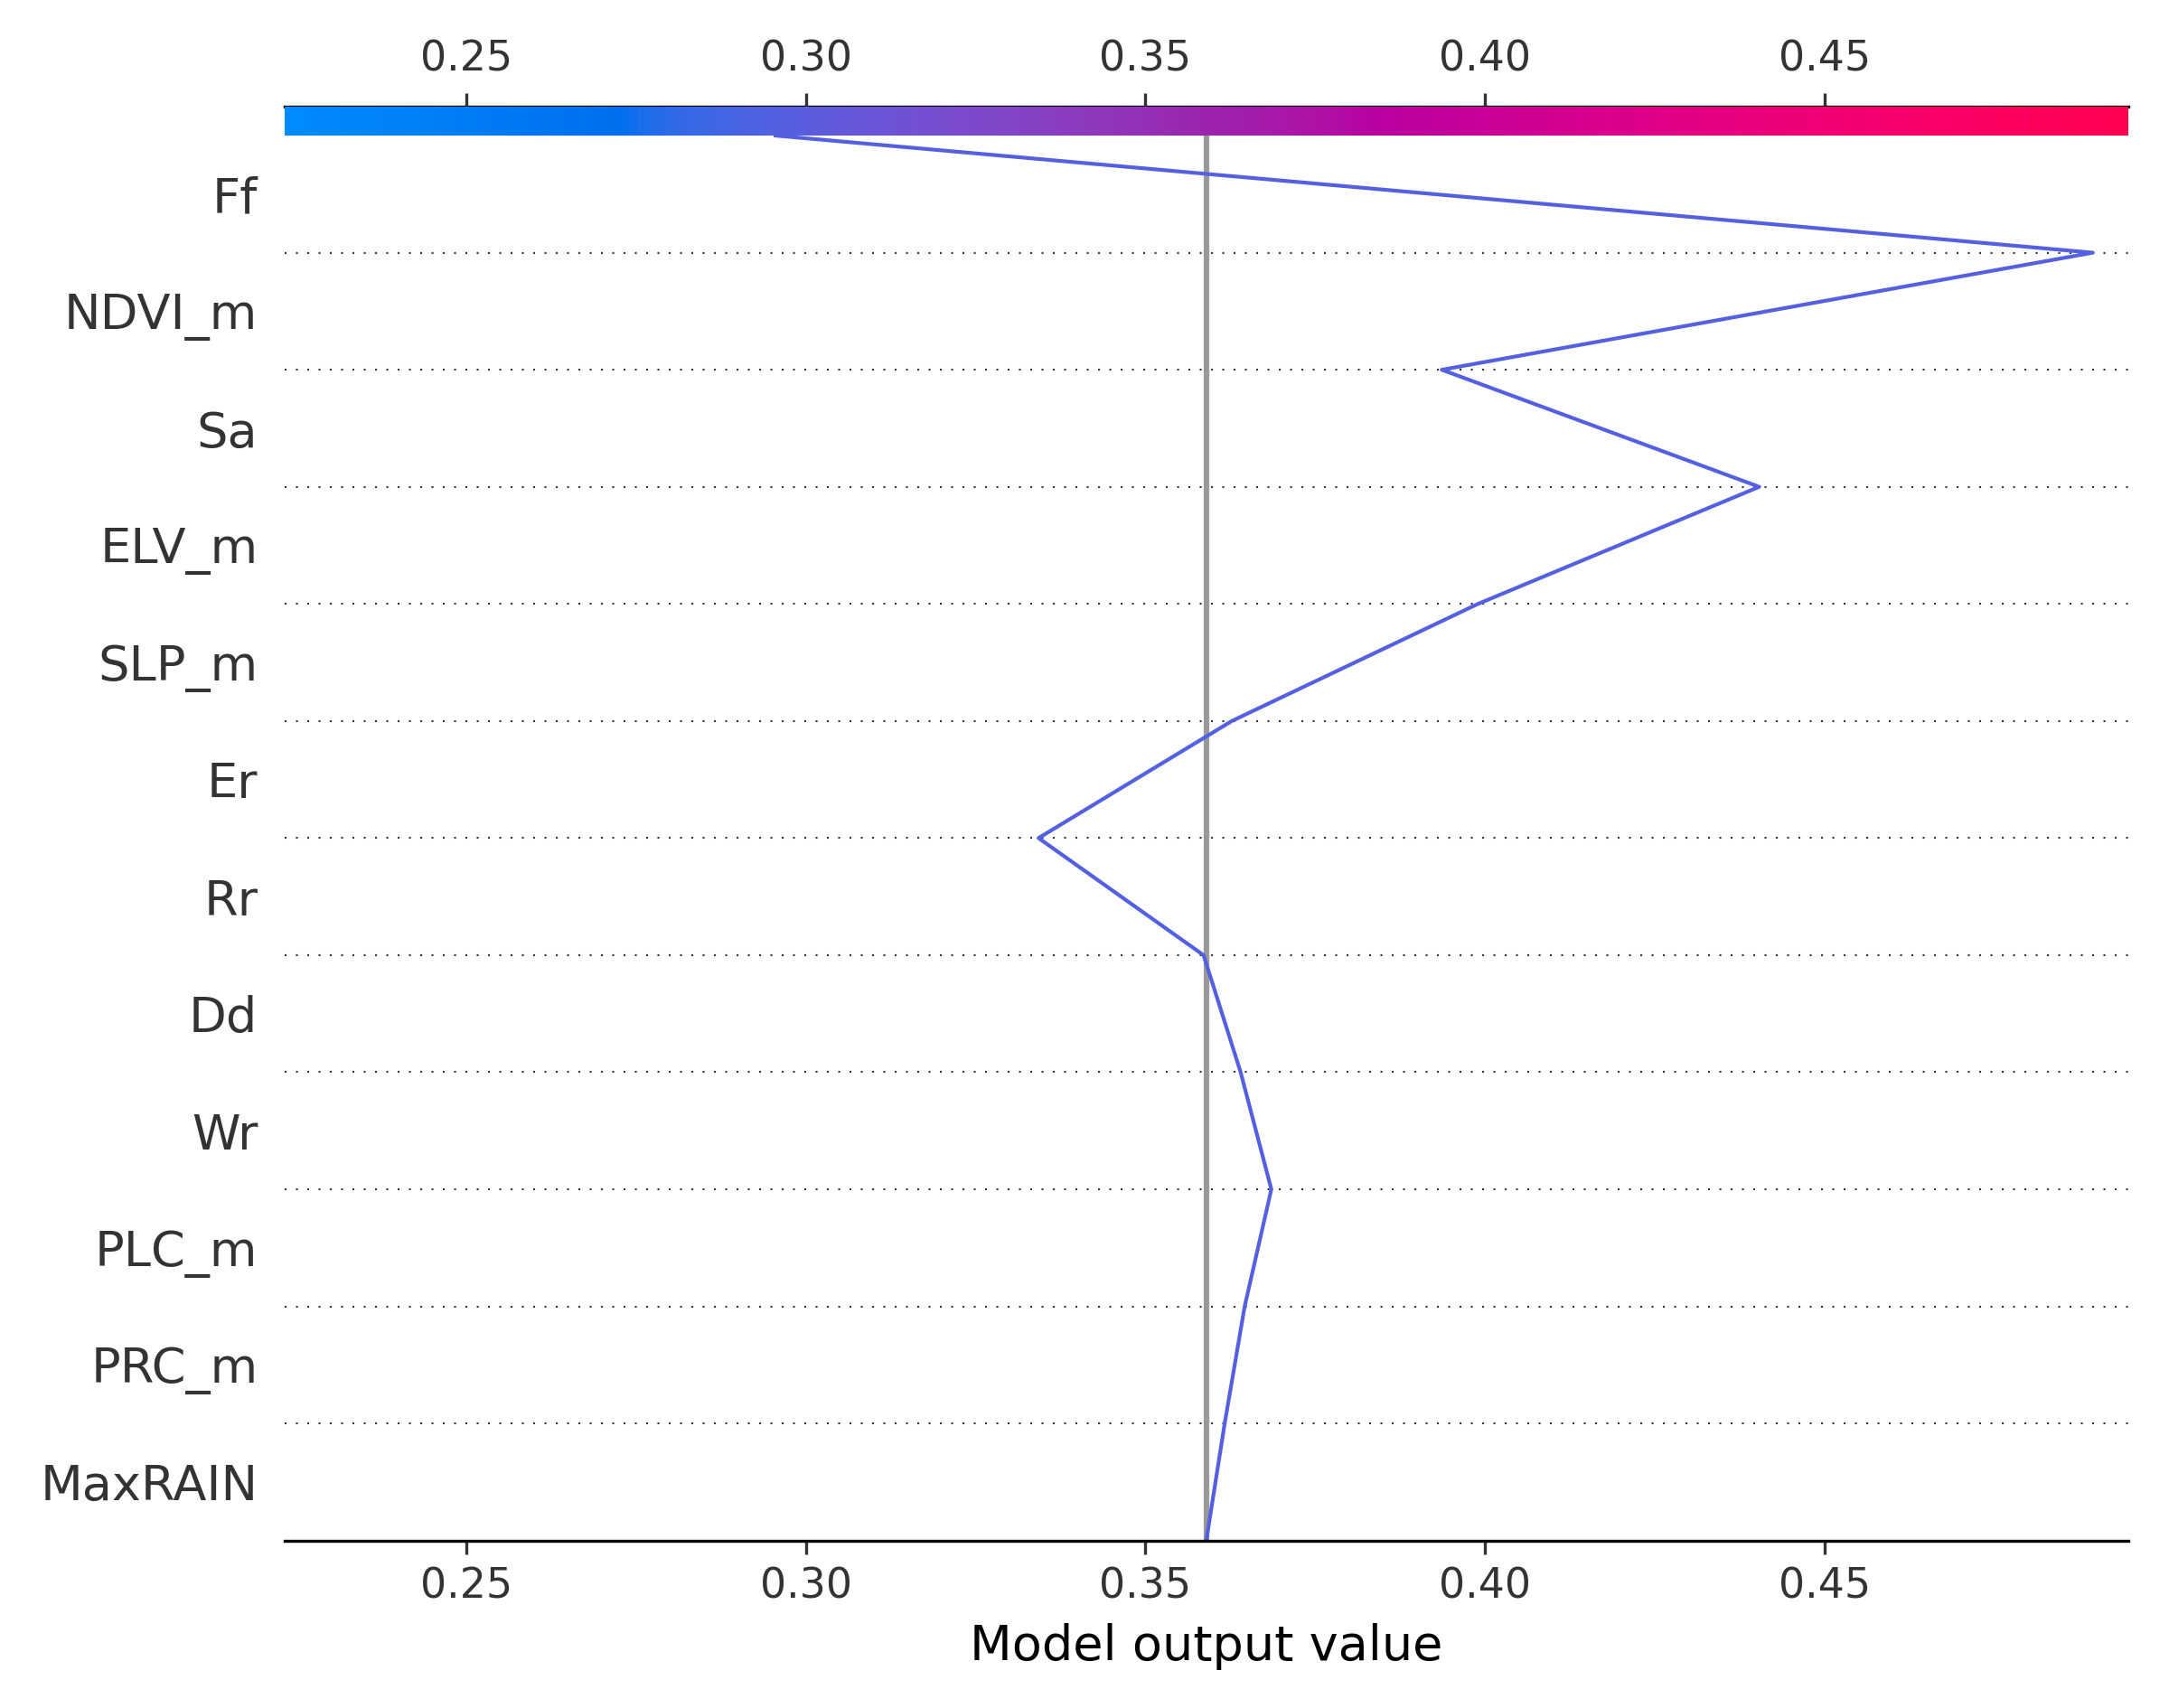 0.25 0.30 0.35 0.40 0.45
Ff
NDVI_m
Sa
ELV_m
SLP_m
Er
Rr
Dd
Wr
PLC_m
PRC_m
MaxRAIN
0.25 0.30 0.35 0.40 0.45
Model output value